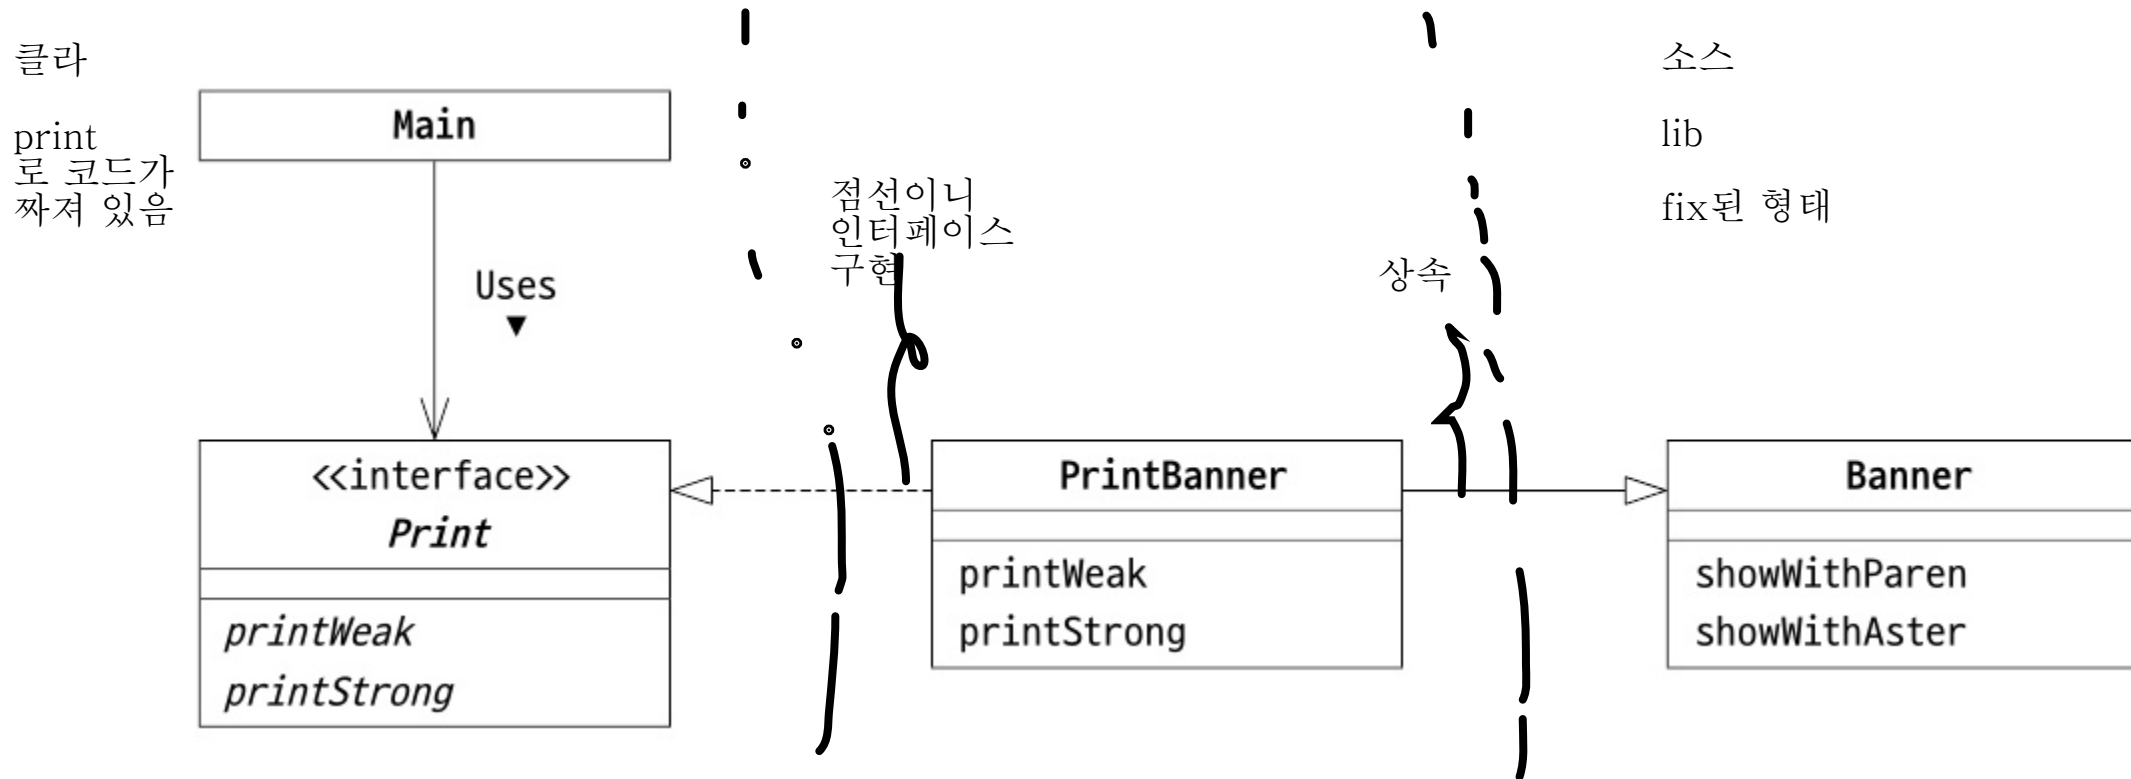 클라
print
로 코드가
짜져 있음
Main
Uses
▼
<<interface>>
Print
printWeak
printStrong
점선이니
인터페이스
구현
PrintBanner
printWeak
printStrong
상속
소스
lib
fix된 형태
Banner
showWithParen
showWithAster